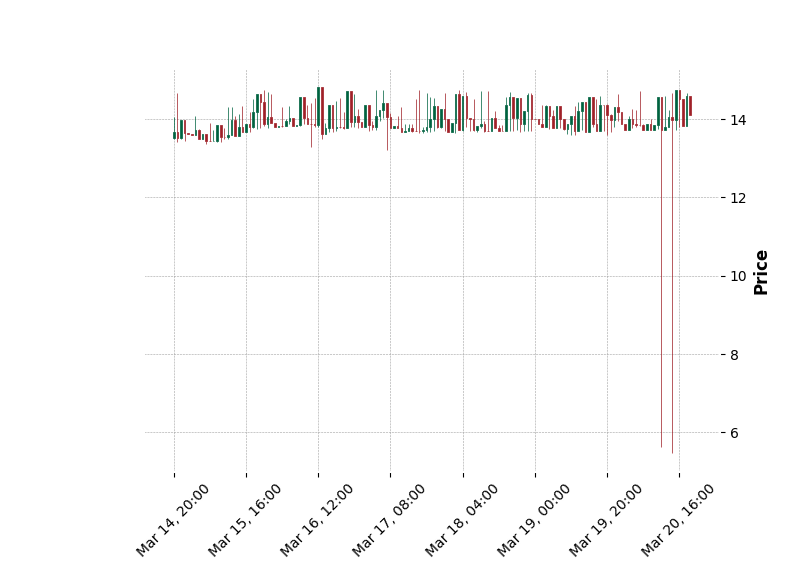 14
12
10
8
6
Price
Mar 14, 20:00
Mar 15, 16:00
Mar 16, 12:00
Mar 17, 08:00
Mar 18, 04:00
Mar 19, 00:00
Mar 19, 20:00
Mar 20, 16:00